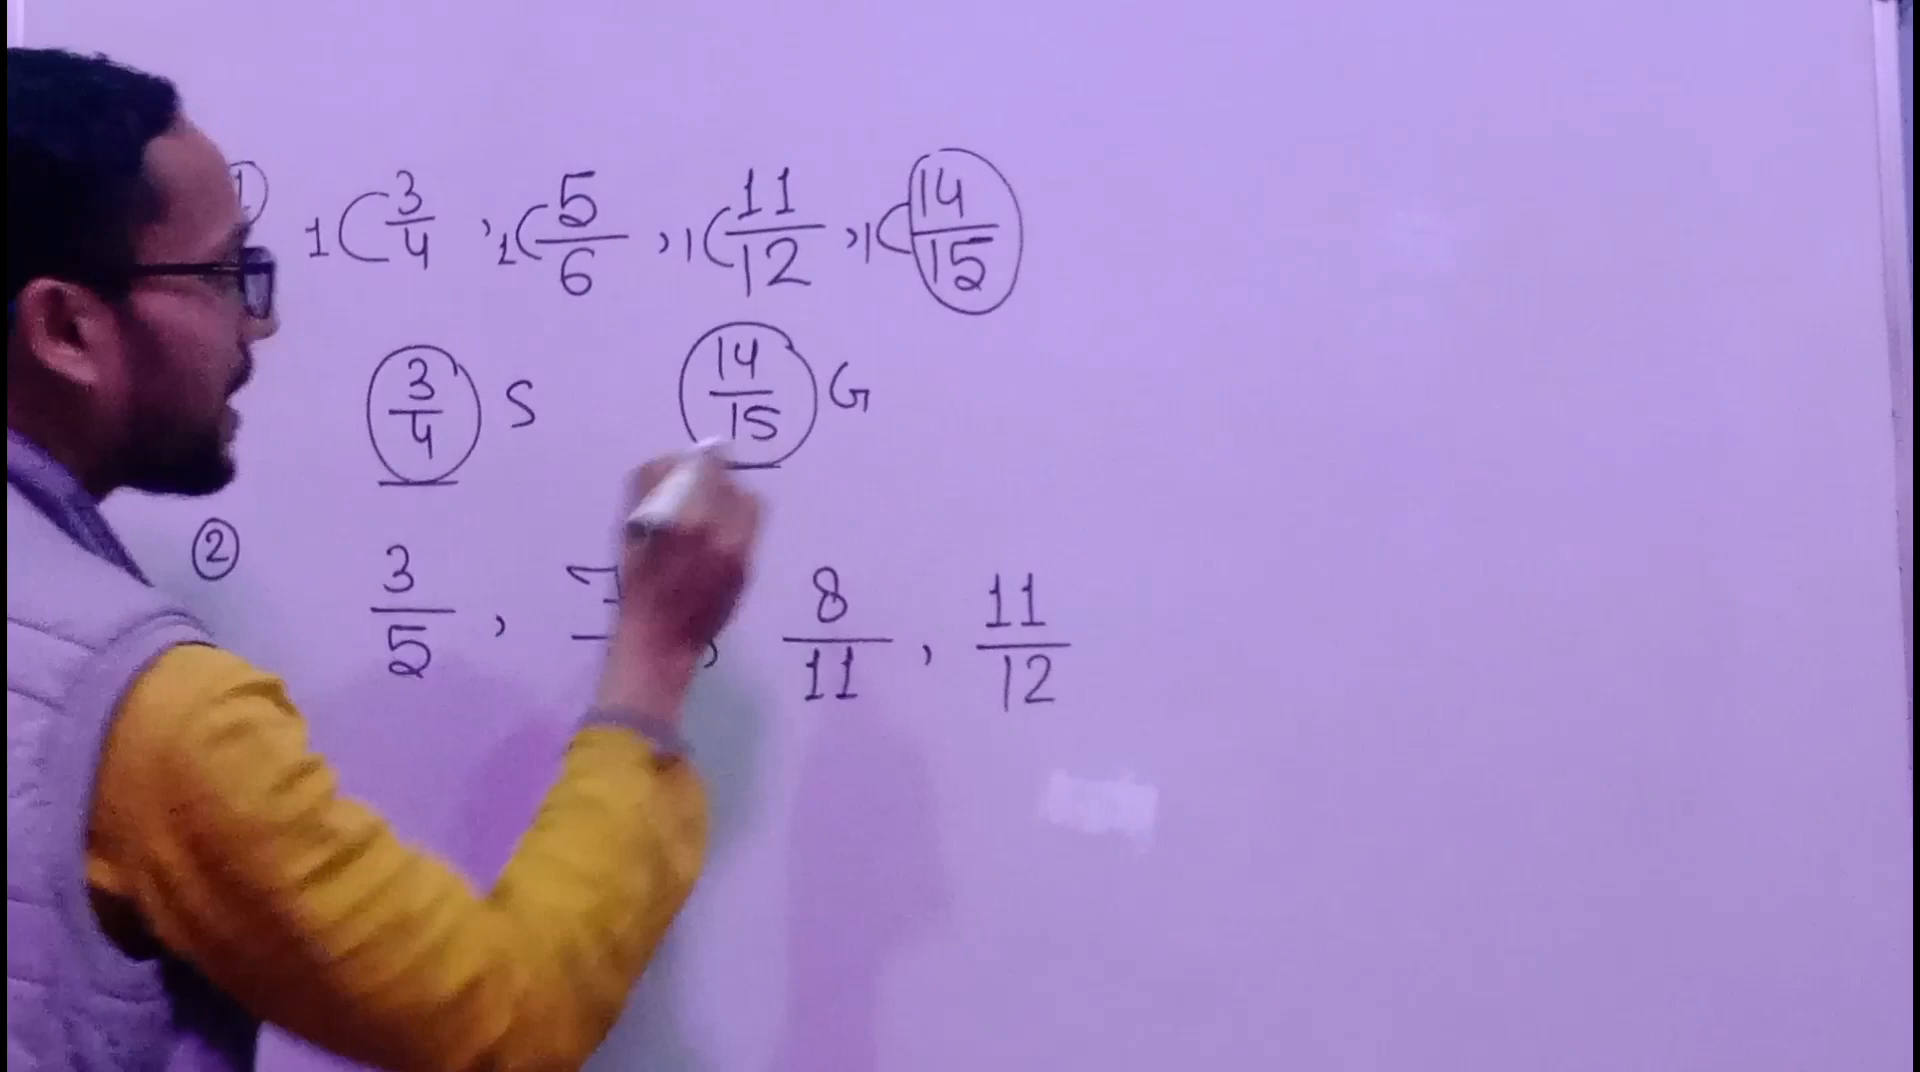 ① 1(3/4 , 1(5/6 , 1(11/12 , 1(14/15
3/4 S 14/15 G
②
3/5 , 7 , 8/11 , 11/12